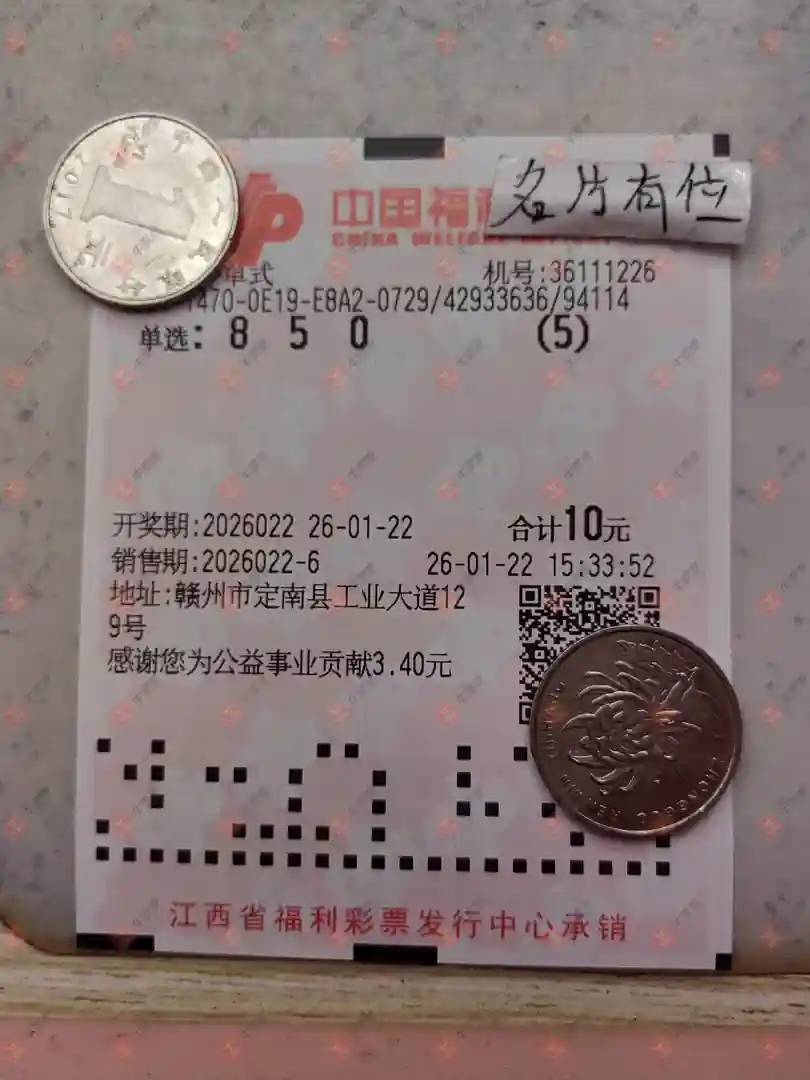 中国福利
CHINA WELFARE
名片有位
单式 机号:36111226
1470-0E19-E8A2-0729/42933636/94114
单选: 8 5 0 (5)
开奖期:2026022 26-01-22 合计10元
销售期:2026022-6 26-01-22 15:33:52
地址:赣州市定南县工业大道12
9号
感谢您为公益事业贡献3.40元
江西省福利彩票发行中心承销